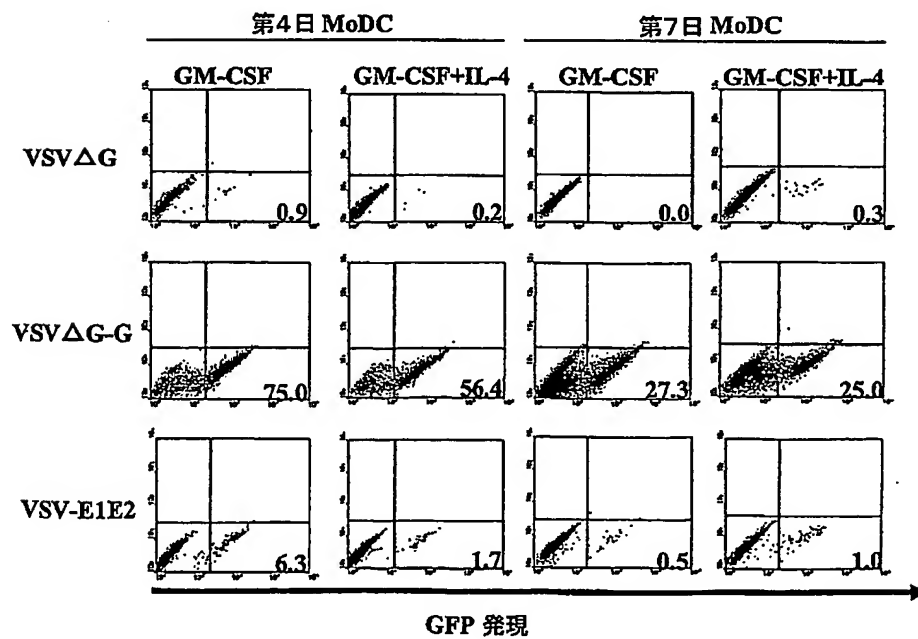 第4日 MoDC 第7日 MoDC
GM-CSF GM-CSF+IL-4 GM-CSF GM-CSF+IL-4
VSV△G 0.9 0.2 0.0 0.3
VSV△G-G 75.0 56.4 27.3 25.0
VSV-E1E2 6.3 1.7 0.5 1.0
GFP 発現